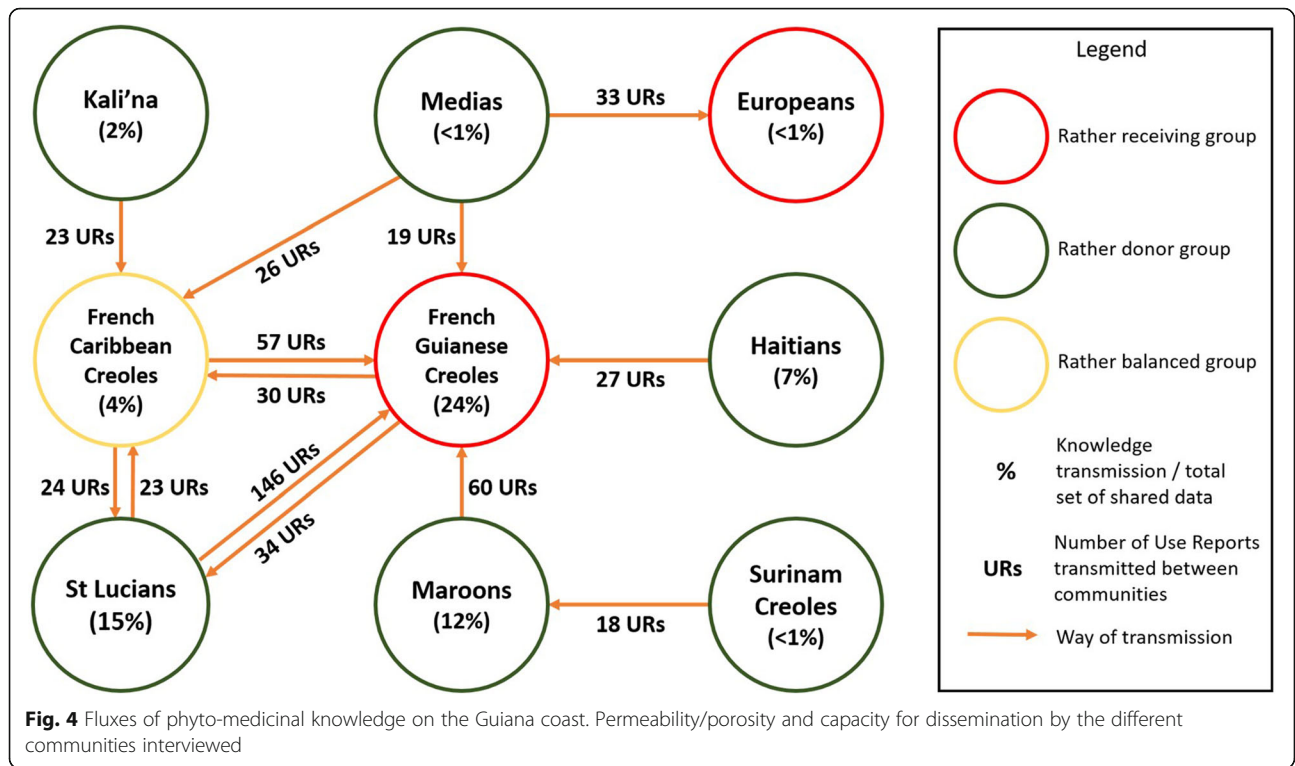 Kali’na
(2%)
Medias
(<1%)
33 URs
Europeans
(<1%)
23 URs
26 URs
19 URs
French
Caribbean
Creoles
(4%)
57 URs
30 URs
French
Guianese
Creoles
(24%)
27 URs
Haitians
(7%)
24 URs
23 URs
146 URs
34 URs
60 URs
St Lucians
(15%)
Maroons
(12%)
18 URs
Surinam
Creoles
(<1%)
Legend
Rather receiving group
Rather donor group
Rather balanced group
%
Knowledge
transmission / total
set of shared data
URs
Number of Use Reports
transmitted between
communities
Way of transmission
Fig. 4 Fluxes of phyto-medicinal knowledge on the Guiana coast. Permeability/porosity and capacity for dissemination by the different
communities interviewed